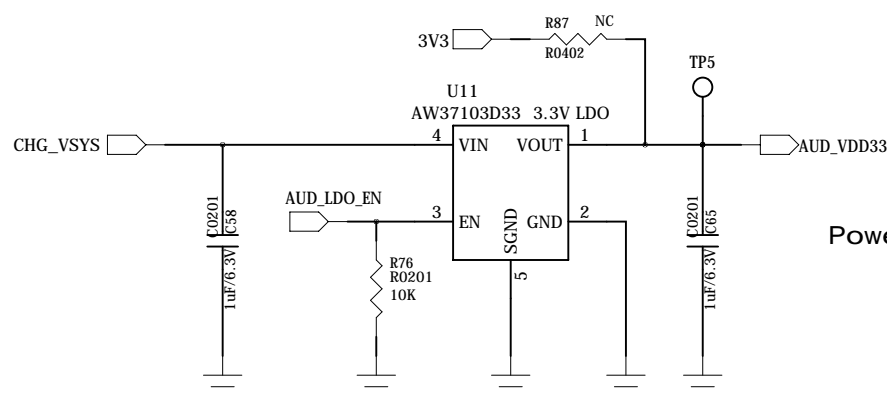 R87 NC
3V3
R0402
TP5
U11
AW37103D33 3.3V LDO
CHG_VSYS
4 VIN VOUT 1
AUD_VDD33
AUD_LDO_EN
3 EN GND 2
SGND
5
C0201
C58
1uF/6.3V
R76
R0201
10K
C0201
C65
1uF/6.3V